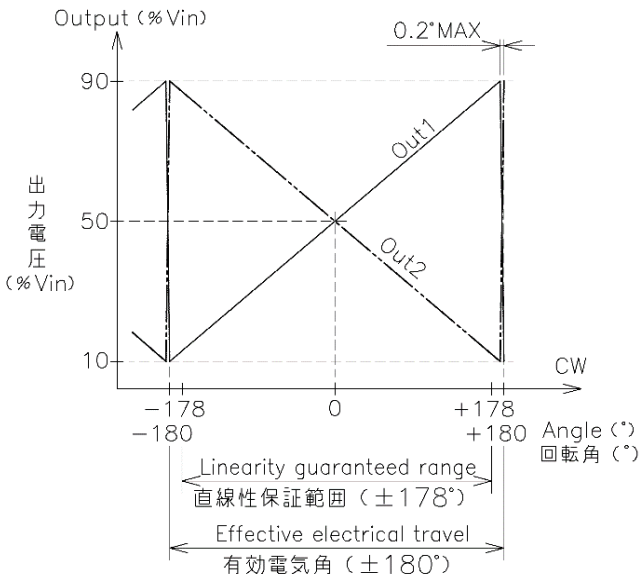 Output (%Vin)
0.2°MAX
90
Out1
出力電圧
(%Vin)
50
Out2
10
CW
-178
0
+178
-180
+180
Angle (°)
回転角 (°)
Linearity guaranteed range
直線性保証範囲 (±178°)
Effective electrical travel
有効電気角 (±180°)